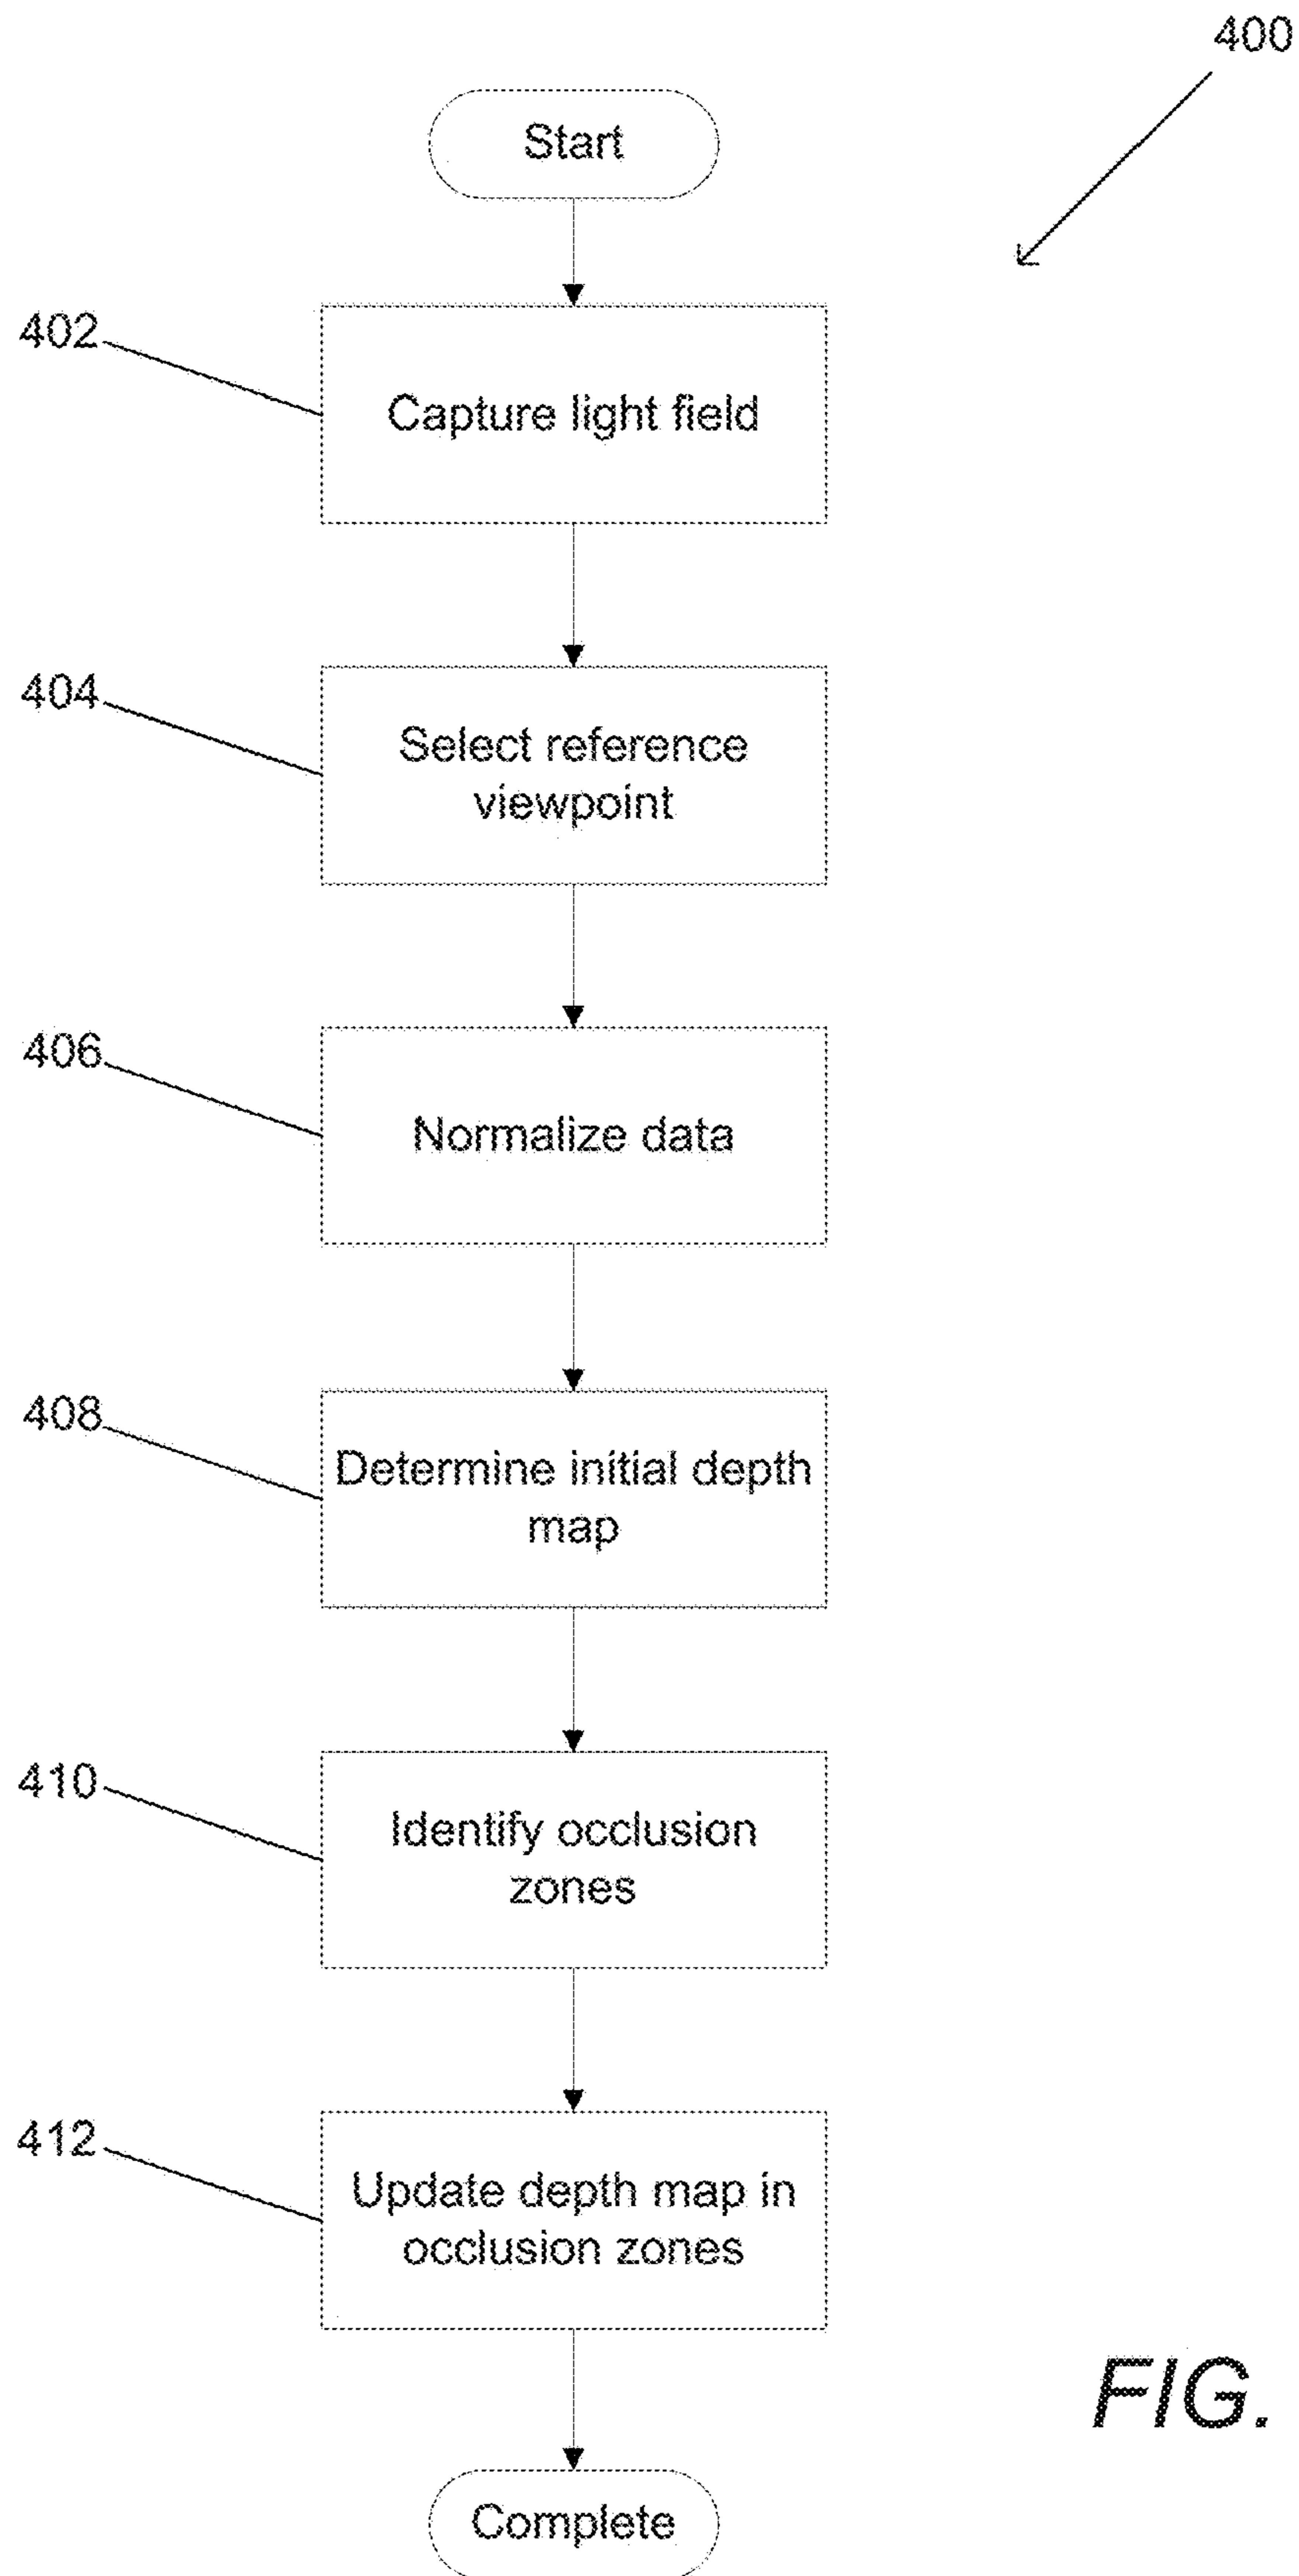 400
Start
402
Capture light field
404
Select reference
viewpoint
406
Normalize data
408
Determine initial depth
map
410
Identify occlusion
zones
412
Update depth map in
occlusion zones
FIG.
Complete